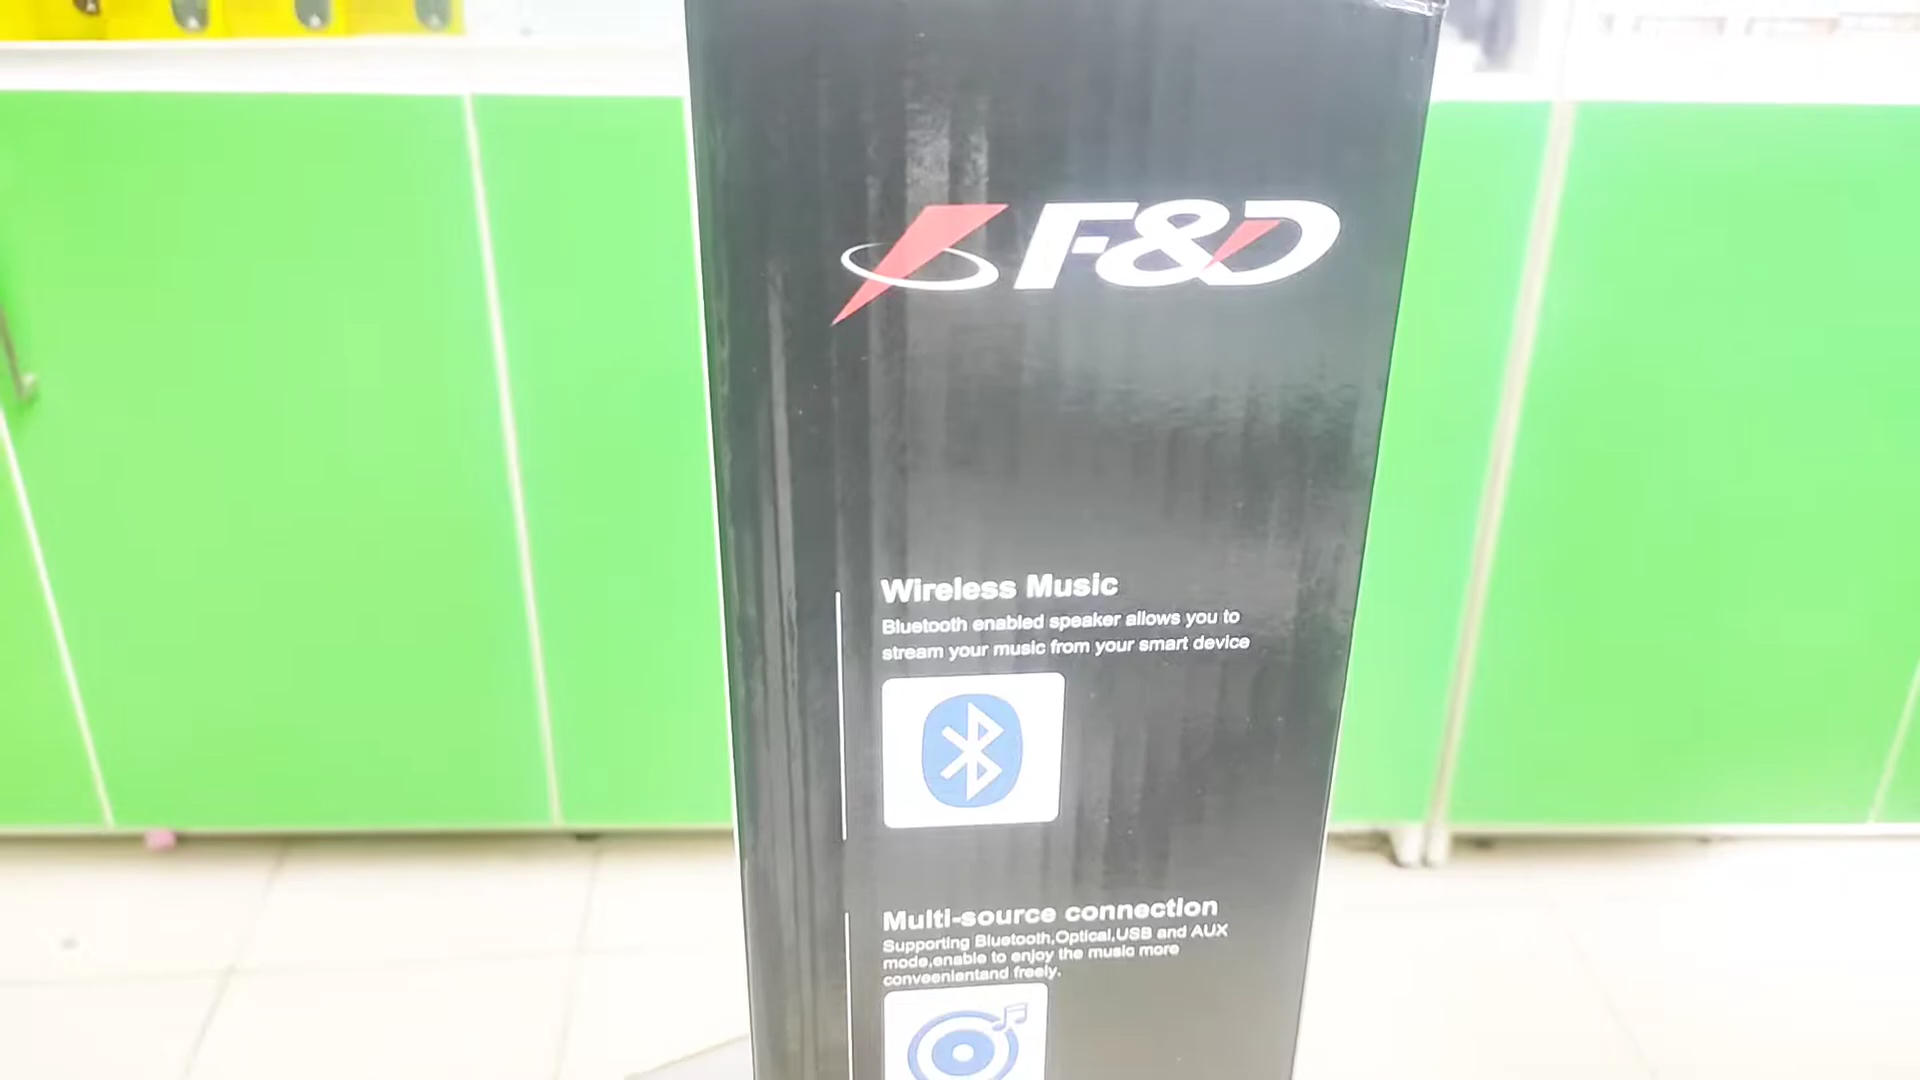 F&D
Wireless Music
Bluetooth enabled speaker allows you to
stream your music from your smart device
Multi-source connection
Supporting Bluetooth,Optical,USB and AUX
mode,enable to enjoy the music more
conveenientand freely.